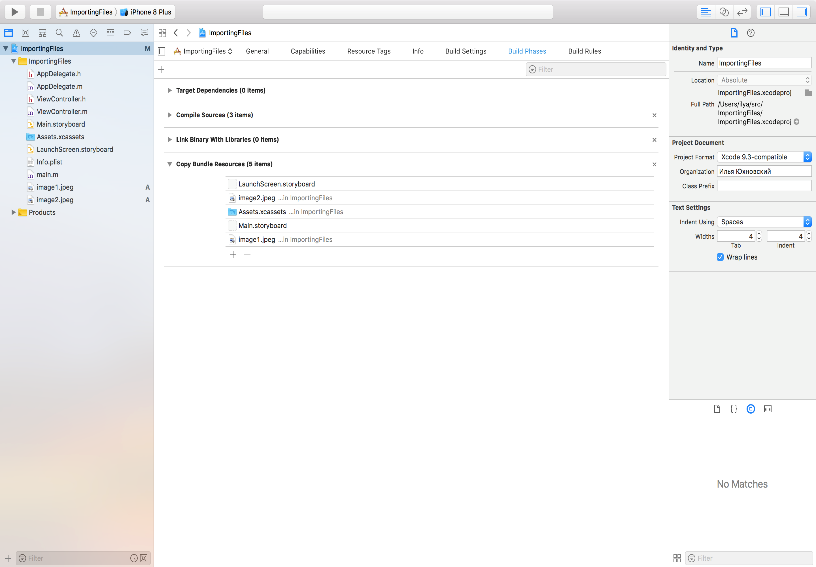 ImportingFiles
iPhone 8 Plus
ImportingFiles
M
ImportingFiles
AppDelegate.h
AppDelegate.m
ViewController.h
ViewController.m
Main.storyboard
Assets.xcassets
LaunchScreen.storyboard
Info.plist
main.m
image1.jpeg
A
image2.jpeg
A
Products
Filter
ImportingFiles
ImportingFiles
General
Capabilities
Resource Tags
Info
Build Settings
Build Phases
Build Rules
Filter
Target Dependencies (0 items)
Compile Sources (3 items)
Link Binary With Libraries (0 items)
Copy Bundle Resources (5 items)
LaunchScreen.storyboard
image2.jpeg ...in ImportingFiles
Assets.xcassets ...in ImportingFiles
Main.storyboard
image1.jpeg ...in ImportingFiles
Identity and Type
Name ImportingFiles
Location Absolute
ImportingFiles.xcodeproj
Full Path /Users/ilya/src/
ImportingFiles/
ImportingFiles.xcodeproj
Project Document
Project Format Xcode 9.3-compatible
Organization Илья Юхновский
Class Prefix
Text Settings
Indent Using Spaces
Widths 4 4
Tab Indent
Wrap lines
No Matches
Filter